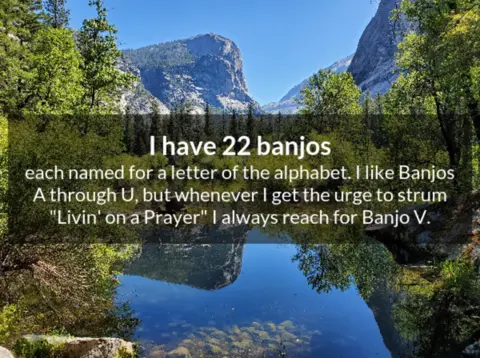 I have 22 banjos
each named for a letter of the alphabet. I like Banjos
A through U, but whenever I get the urge to strum
"Livin' on a Prayer" I always reach for Banjo V.